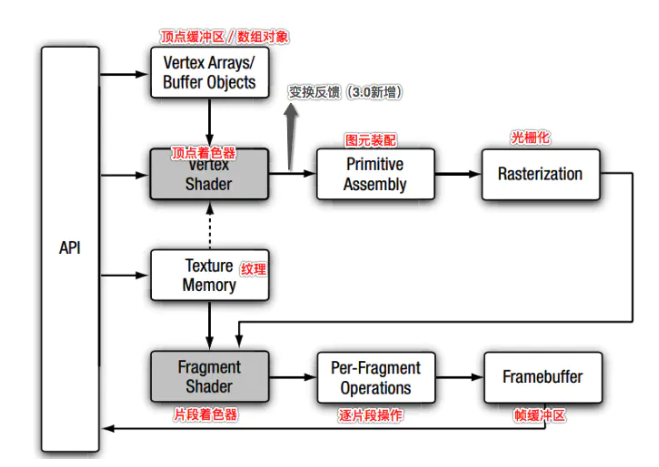 顶点缓冲区／数组对象
Vertex Arrays/
Buffer Objects
变换反馈（3.0新增）
顶点着色器
Vertex
Shader
图元装配
Primitive
Assembly
光栅化
Rasterization
API
Texture
Memory
纹理
Fragment
Shader
片段着色器
Per-Fragment
Operations
逐片段操作
Framebuffer
帧缓冲区